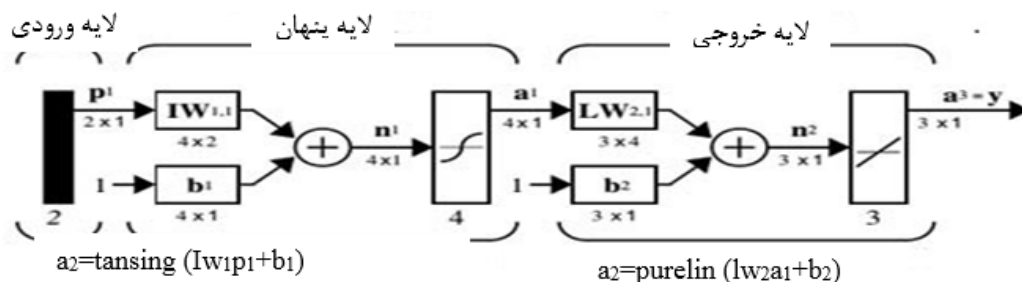 لایه ورودی لایه پنهان لایه خروجی
p¹ IW1,1 a¹ LW2,1 a³ = y
2 x 1 4 x 2 n¹ 4 x 1 3 x 4 n² 3 x 1
4 x 1 3 x 1
1 b¹ 1 b²
2 4 x 1 4 3 x 1 3
a2=tansing (Iw1p1+b1) a2=purelin (lw2a1+b2)